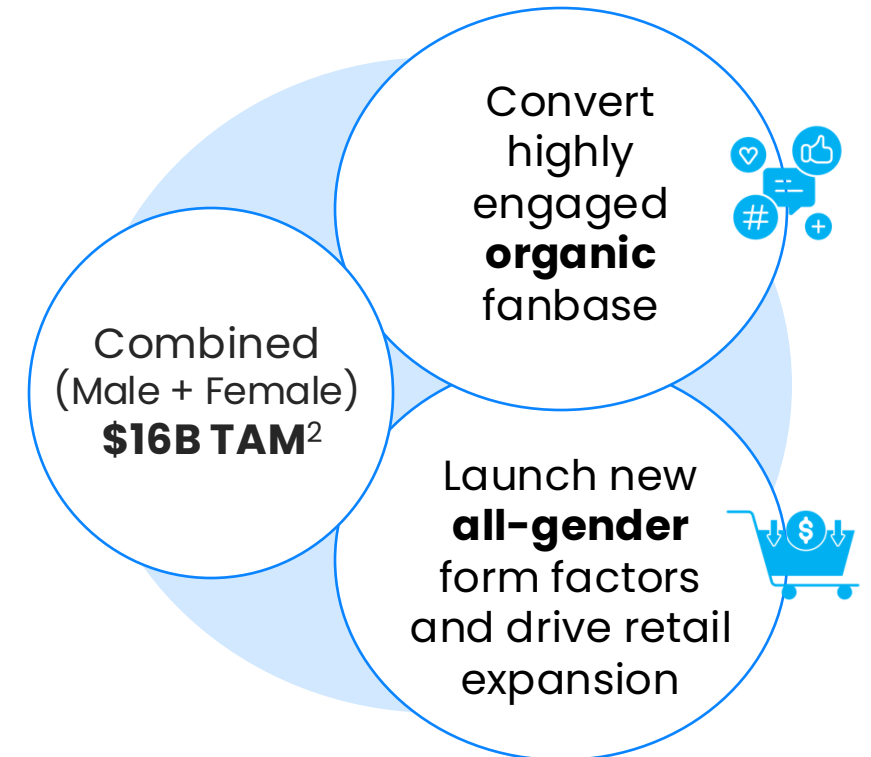 Convert
highly
engaged
organic
fanbase
#
Combined
(Male + Female)
$16B TAM²
Launch new
all-gender
form factors
and drive retail
expansion
$